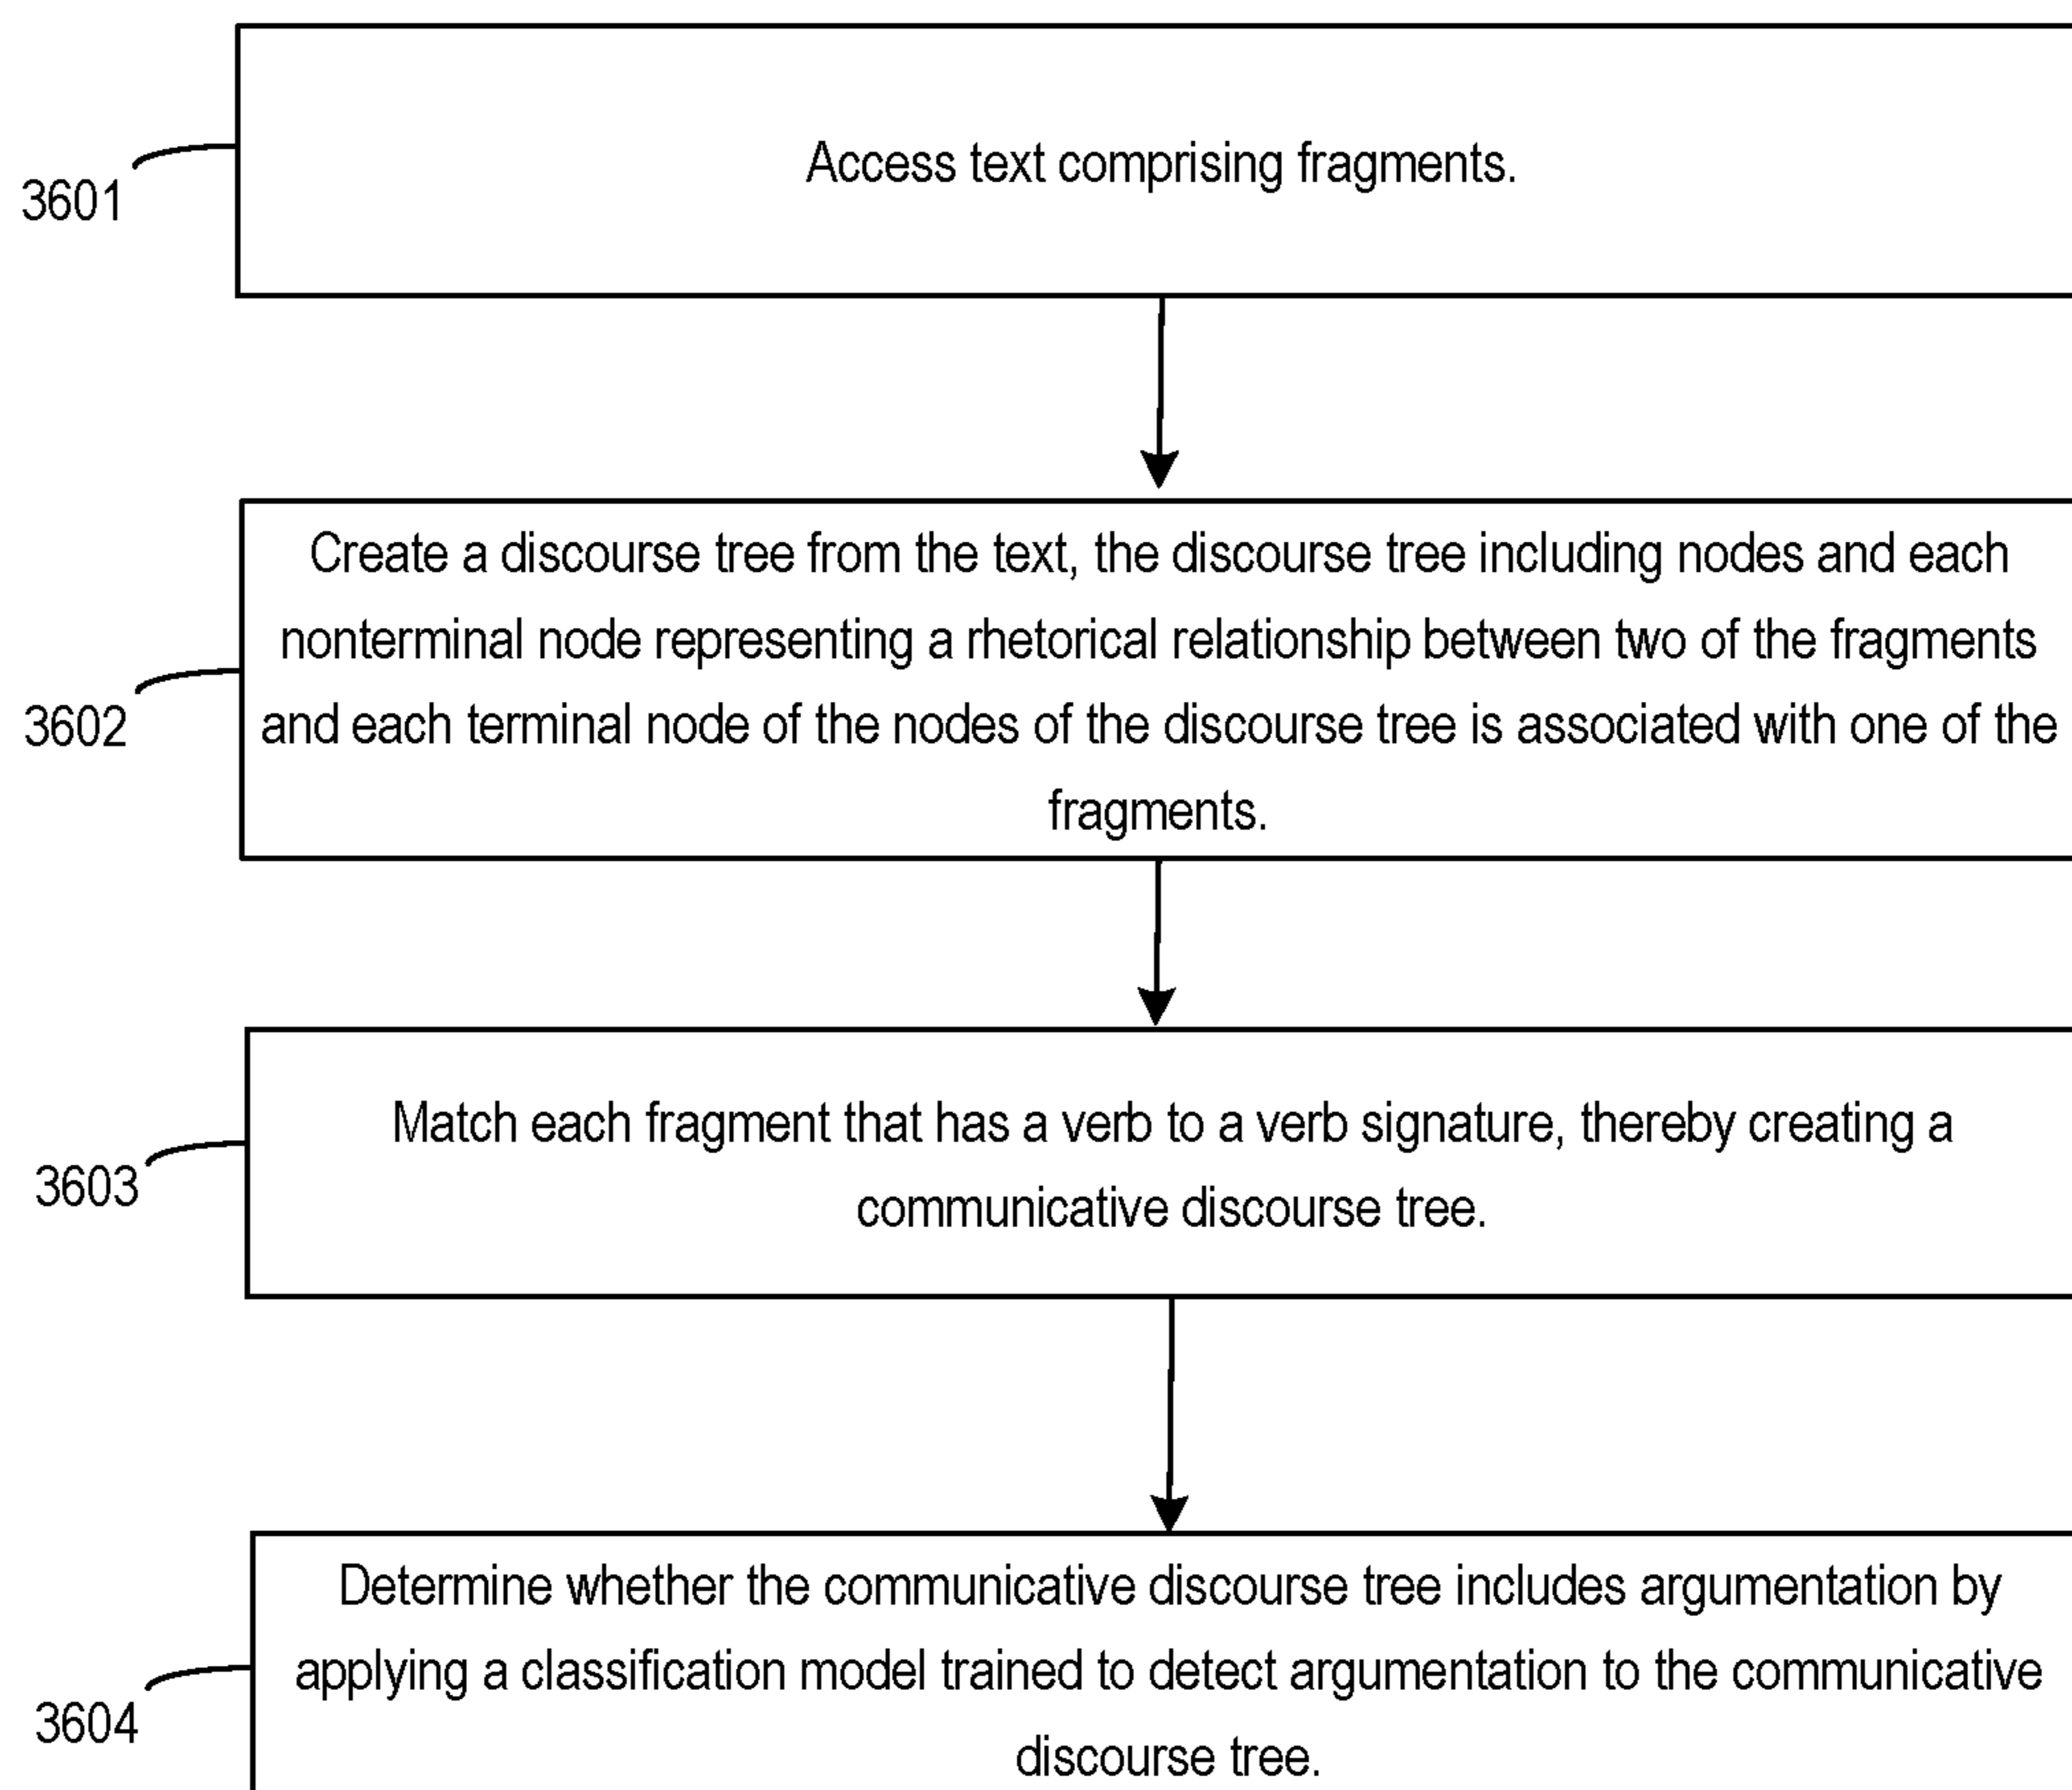 Access text comprising fragments.
3601
Create a discourse tree from the text, the discourse tree including nodes and each
nonterminal node representing a rhetorical relationship between two of the fragments
and each terminal node of the nodes of the discourse tree is associated with one of the
fragments.
3602
Match each fragment that has a verb to a verb signature, thereby creating a
communicative discourse tree.
3603
Determine whether the communicative discourse tree includes argumentation by
applying a classification model trained to detect argumentation to the communicative
discourse tree.
3604